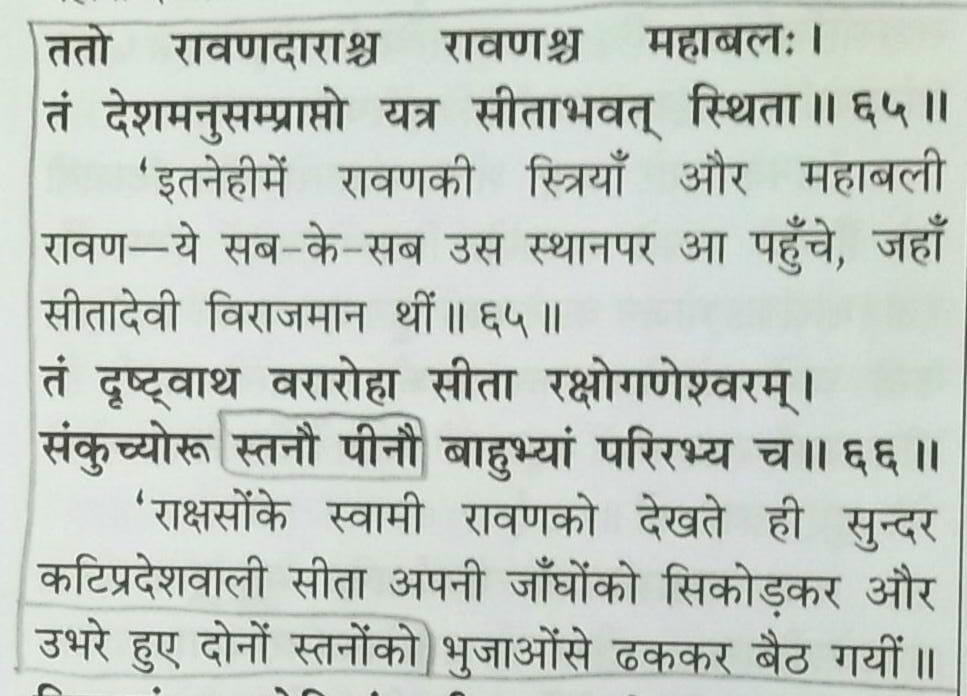 ततो रावणदाराश्च रावणश्च महाबलः।
तं देशमनुसम्प्राप्तो यत्र सीताभवत् स्थिता॥ ६५॥
‘इतनेहीमें रावणकी स्त्रियाँ और महाबली
रावण—ये सब-के-सब उस स्थानपर आ पहुँचे, जहाँ
सीतादेवी विराजमान थीं॥ ६५॥
तं दृष्ट्वाथ वरारोहा सीता रक्षोगणेश्वरम्।
संकुच्योरू स्तनौ पीनौ बाहुभ्यां परिरभ्य च॥ ६६॥
‘राक्षसोंके स्वामी रावणको देखते ही सुन्दर
कटिप्रदेशवाली सीता अपनी जाँघोंको सिकोड़कर और
उभरे हुए दोनों स्तनोंको भुजाओंसे ढककर बैठ गयीं॥